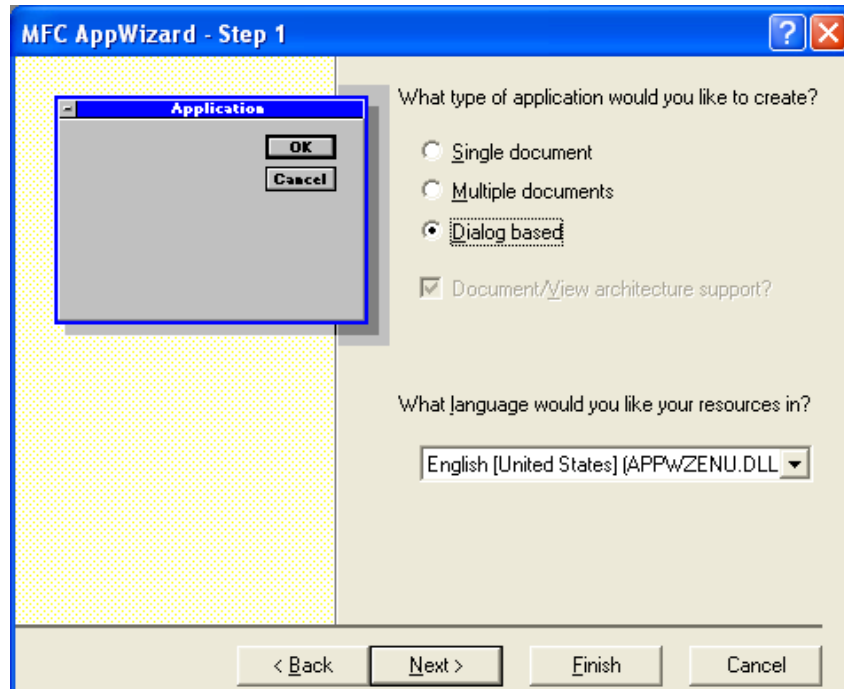 MFC AppWizard - Step 1
Application
OK
Cancel
What type of application would you like to create?
Single document
Multiple documents
Dialog based
Document/View architecture support?
What language would you like your resources in?
English [United States] (APPWZENU.DLL
< Back
Next >
Finish
Cancel